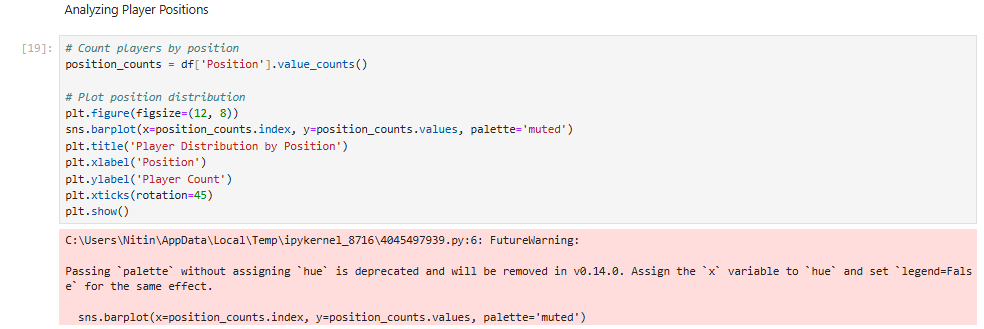 Analyzing Player Positions
[19]: # Count players by position
position_counts = df['Position'].value_counts()
# Plot position distribution
plt.figure(figsize=(12, 8))
sns.barplot(x=position_counts.index, y=position_counts.values, palette='muted')
plt.title('Player Distribution by Position')
plt.xlabel('Position')
plt.ylabel('Player Count')
plt.xticks(rotation=45)
plt.show()
C:\Users\Nitin\AppData\Local\Temp\ipykernel_8716\4045497939.py:6: FutureWarning:
Passing `palette` without assigning `hue` is deprecated and will be removed in v0.14.0. Assign the `x` variable to `hue` and set `legend=Fals
e` for the same effect.
sns.barplot(x=position_counts.index, y=position_counts.values, palette='muted')